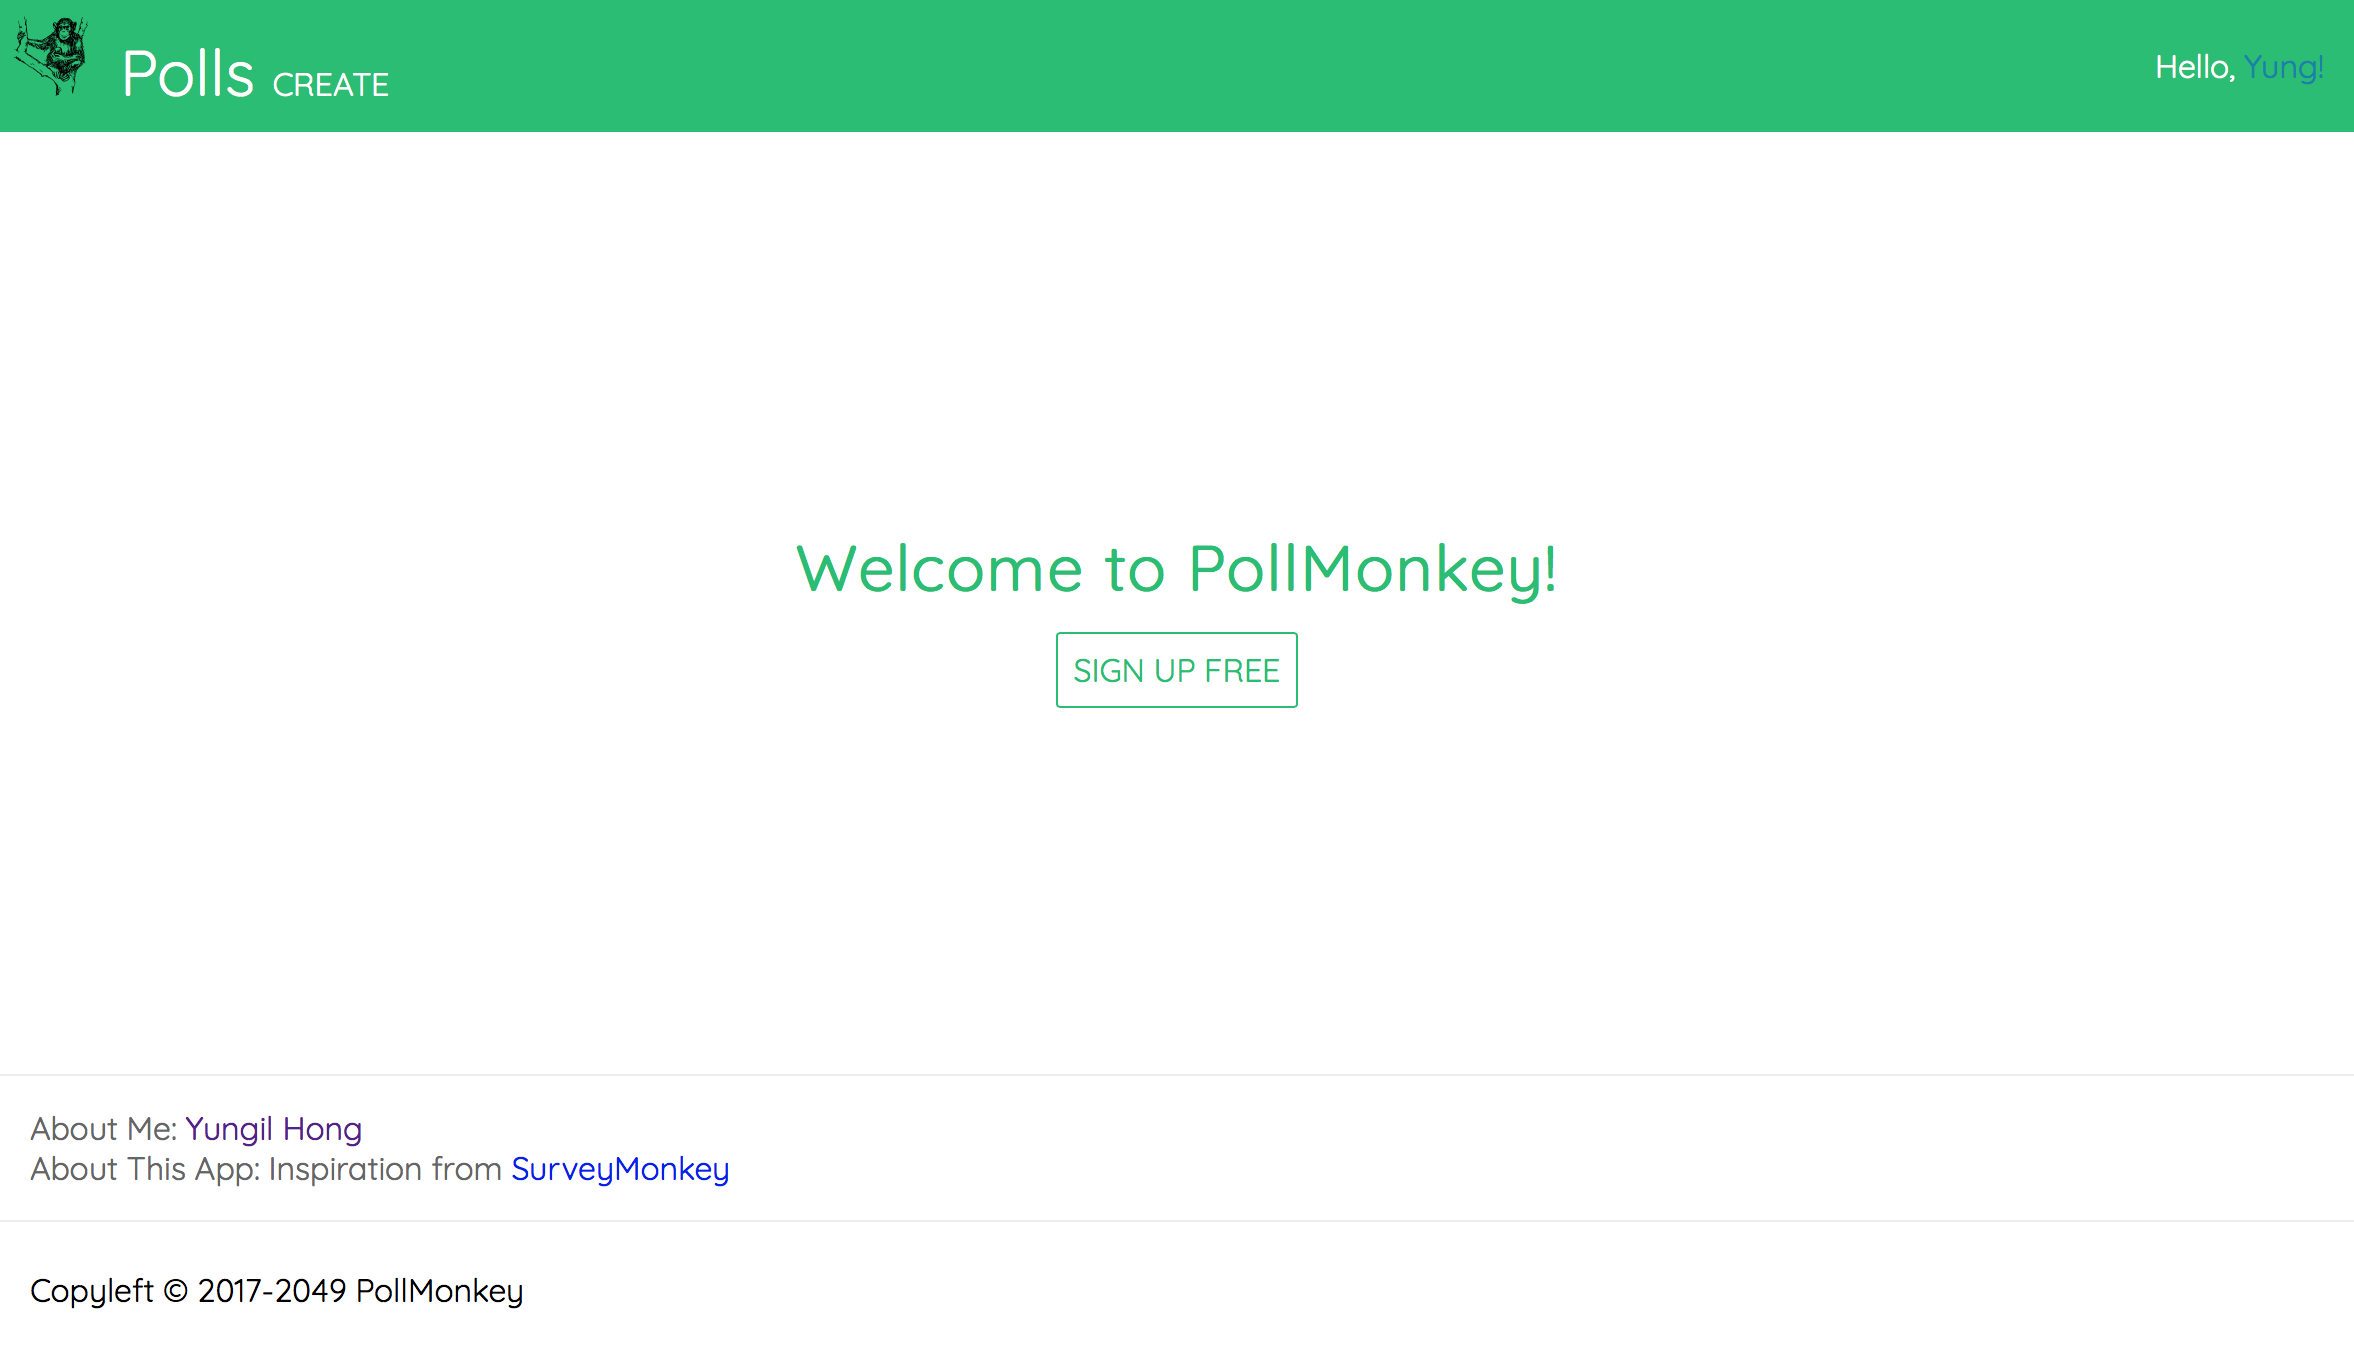 Polls CREATE
Hello, Yung!
Welcome to PollMonkey!
SIGN UP FREE
About Me: Yungil Hong
About This App: Inspiration from SurveyMonkey
Copyleft © 2017-2049 PollMonkey